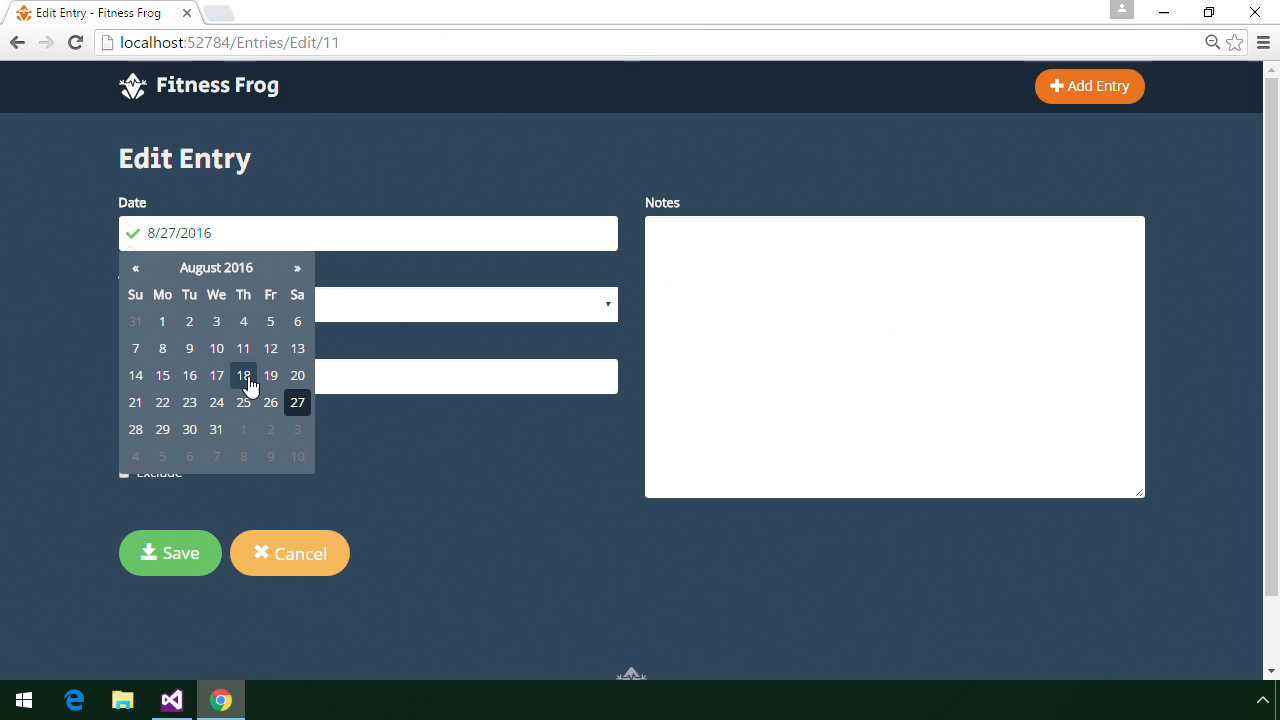 Edit Entry - Fitness Frog
localhost:52784/Entries/Edit/11
Fitness Frog
Add Entry
Edit Entry
Date
Notes
8/27/2016
« August 2016 »
Su Mo Tu We Th Fr Sa
31 1 2 3 4 5 6
7 8 9 10 11 12 13
14 15 16 17 18 19 20
21 22 23 24 25 26 27
28 29 30 31 1 2 3
4 5 6 7 8 9 10
Exclude
Save
Cancel